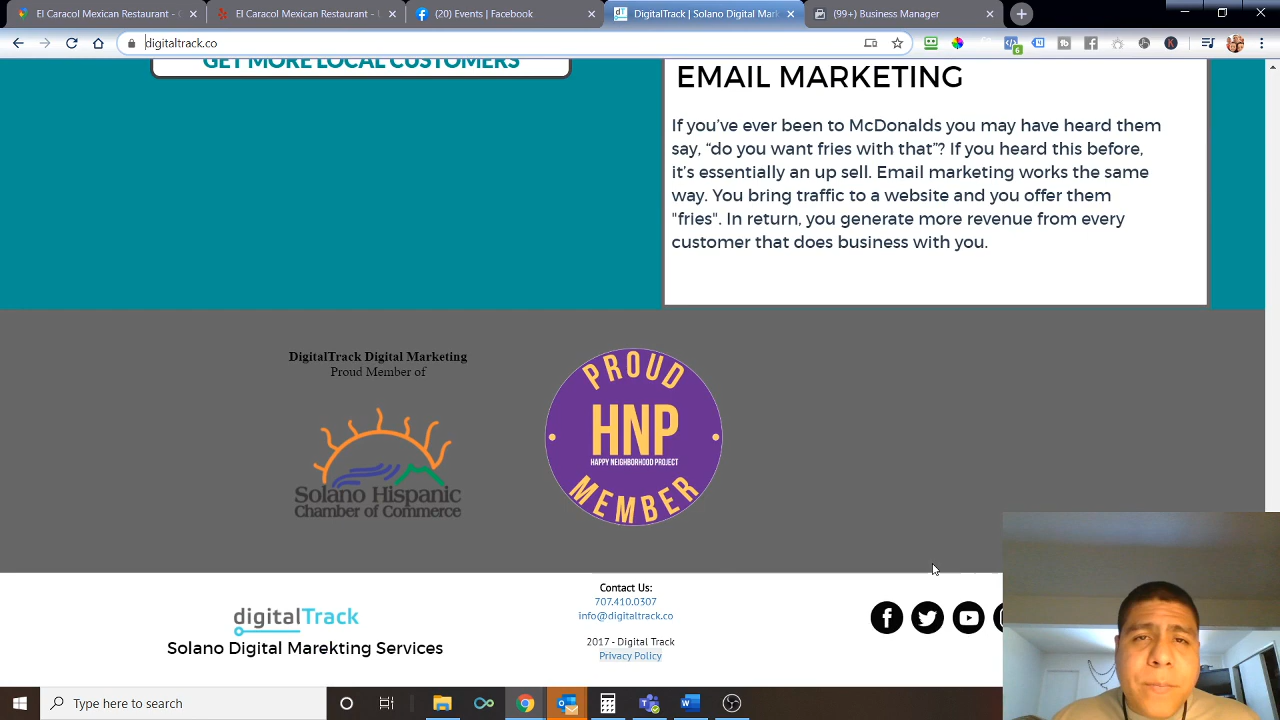 El Caracol Mexican Restaurant -
El Caracol Mexican Restaurant -
(20) Events | Facebook
DigitalTrack | Solano Digital Mark
(99+) Business Manager
digitaltrack.co
6
GET MORE LOCAL CUSTOMERS
EMAIL MARKETING
If you’ve ever been to McDonalds you may have heard them
say, “do you want fries with that”? If you heard this before,
it’s essentially an up sell. Email marketing works the same
way. You bring traffic to a website and you offer them
"fries". In return, you generate more revenue from every
customer that does business with you.
DigitalTrack Digital Marketing
Proud Member of
Solano Hispanic
Chamber of Commerce
PROUD
HNP
HAPPY NEIGHBORHOOD PROJECT
MEMBER
digitalTrack
Solano Digital Marekting Services
Contact Us:
707.410.0307
info@digitaltrack.co
2017 - Digital Track
Privacy Policy
Type here to search